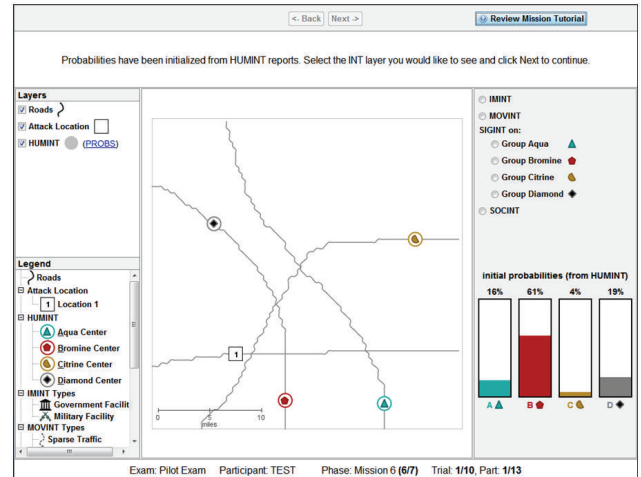 <- Back Next ->
Review Mission Tutorial
Probabilities have been initialized from HUMINT reports. Select the INT layer you would like to see and click Next to continue.
Layers
Roads
Attack Location
HUMINT (PROBS)
Legend
Roads
Attack Location
1 Location 1
HUMINT
Aqua Center
Bromine Center
Citrine Center
Diamond Center
IMINT Types
Government Facilit
Military Facility
MOVINT Types
Sparse Traffic
1
0 5 10
miles
IMINT
MOVINT
SIGINT on:
Group Aqua
Group Bromine
Group Citrine
Group Diamond
SOCINT
initial probabilities (from HUMINT)
16% 61% 4% 19%
A B C D
Exam: Pilot Exam Participant: TEST Phase: Mission 6 (6/7) Trial: 1/10, Part: 1/13